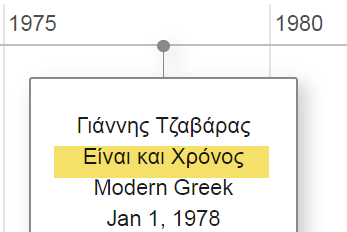 1975 1980
Γιάννης Τζαβάρας
Είναι και Χρόνος
Modern Greek
Jan 1, 1978